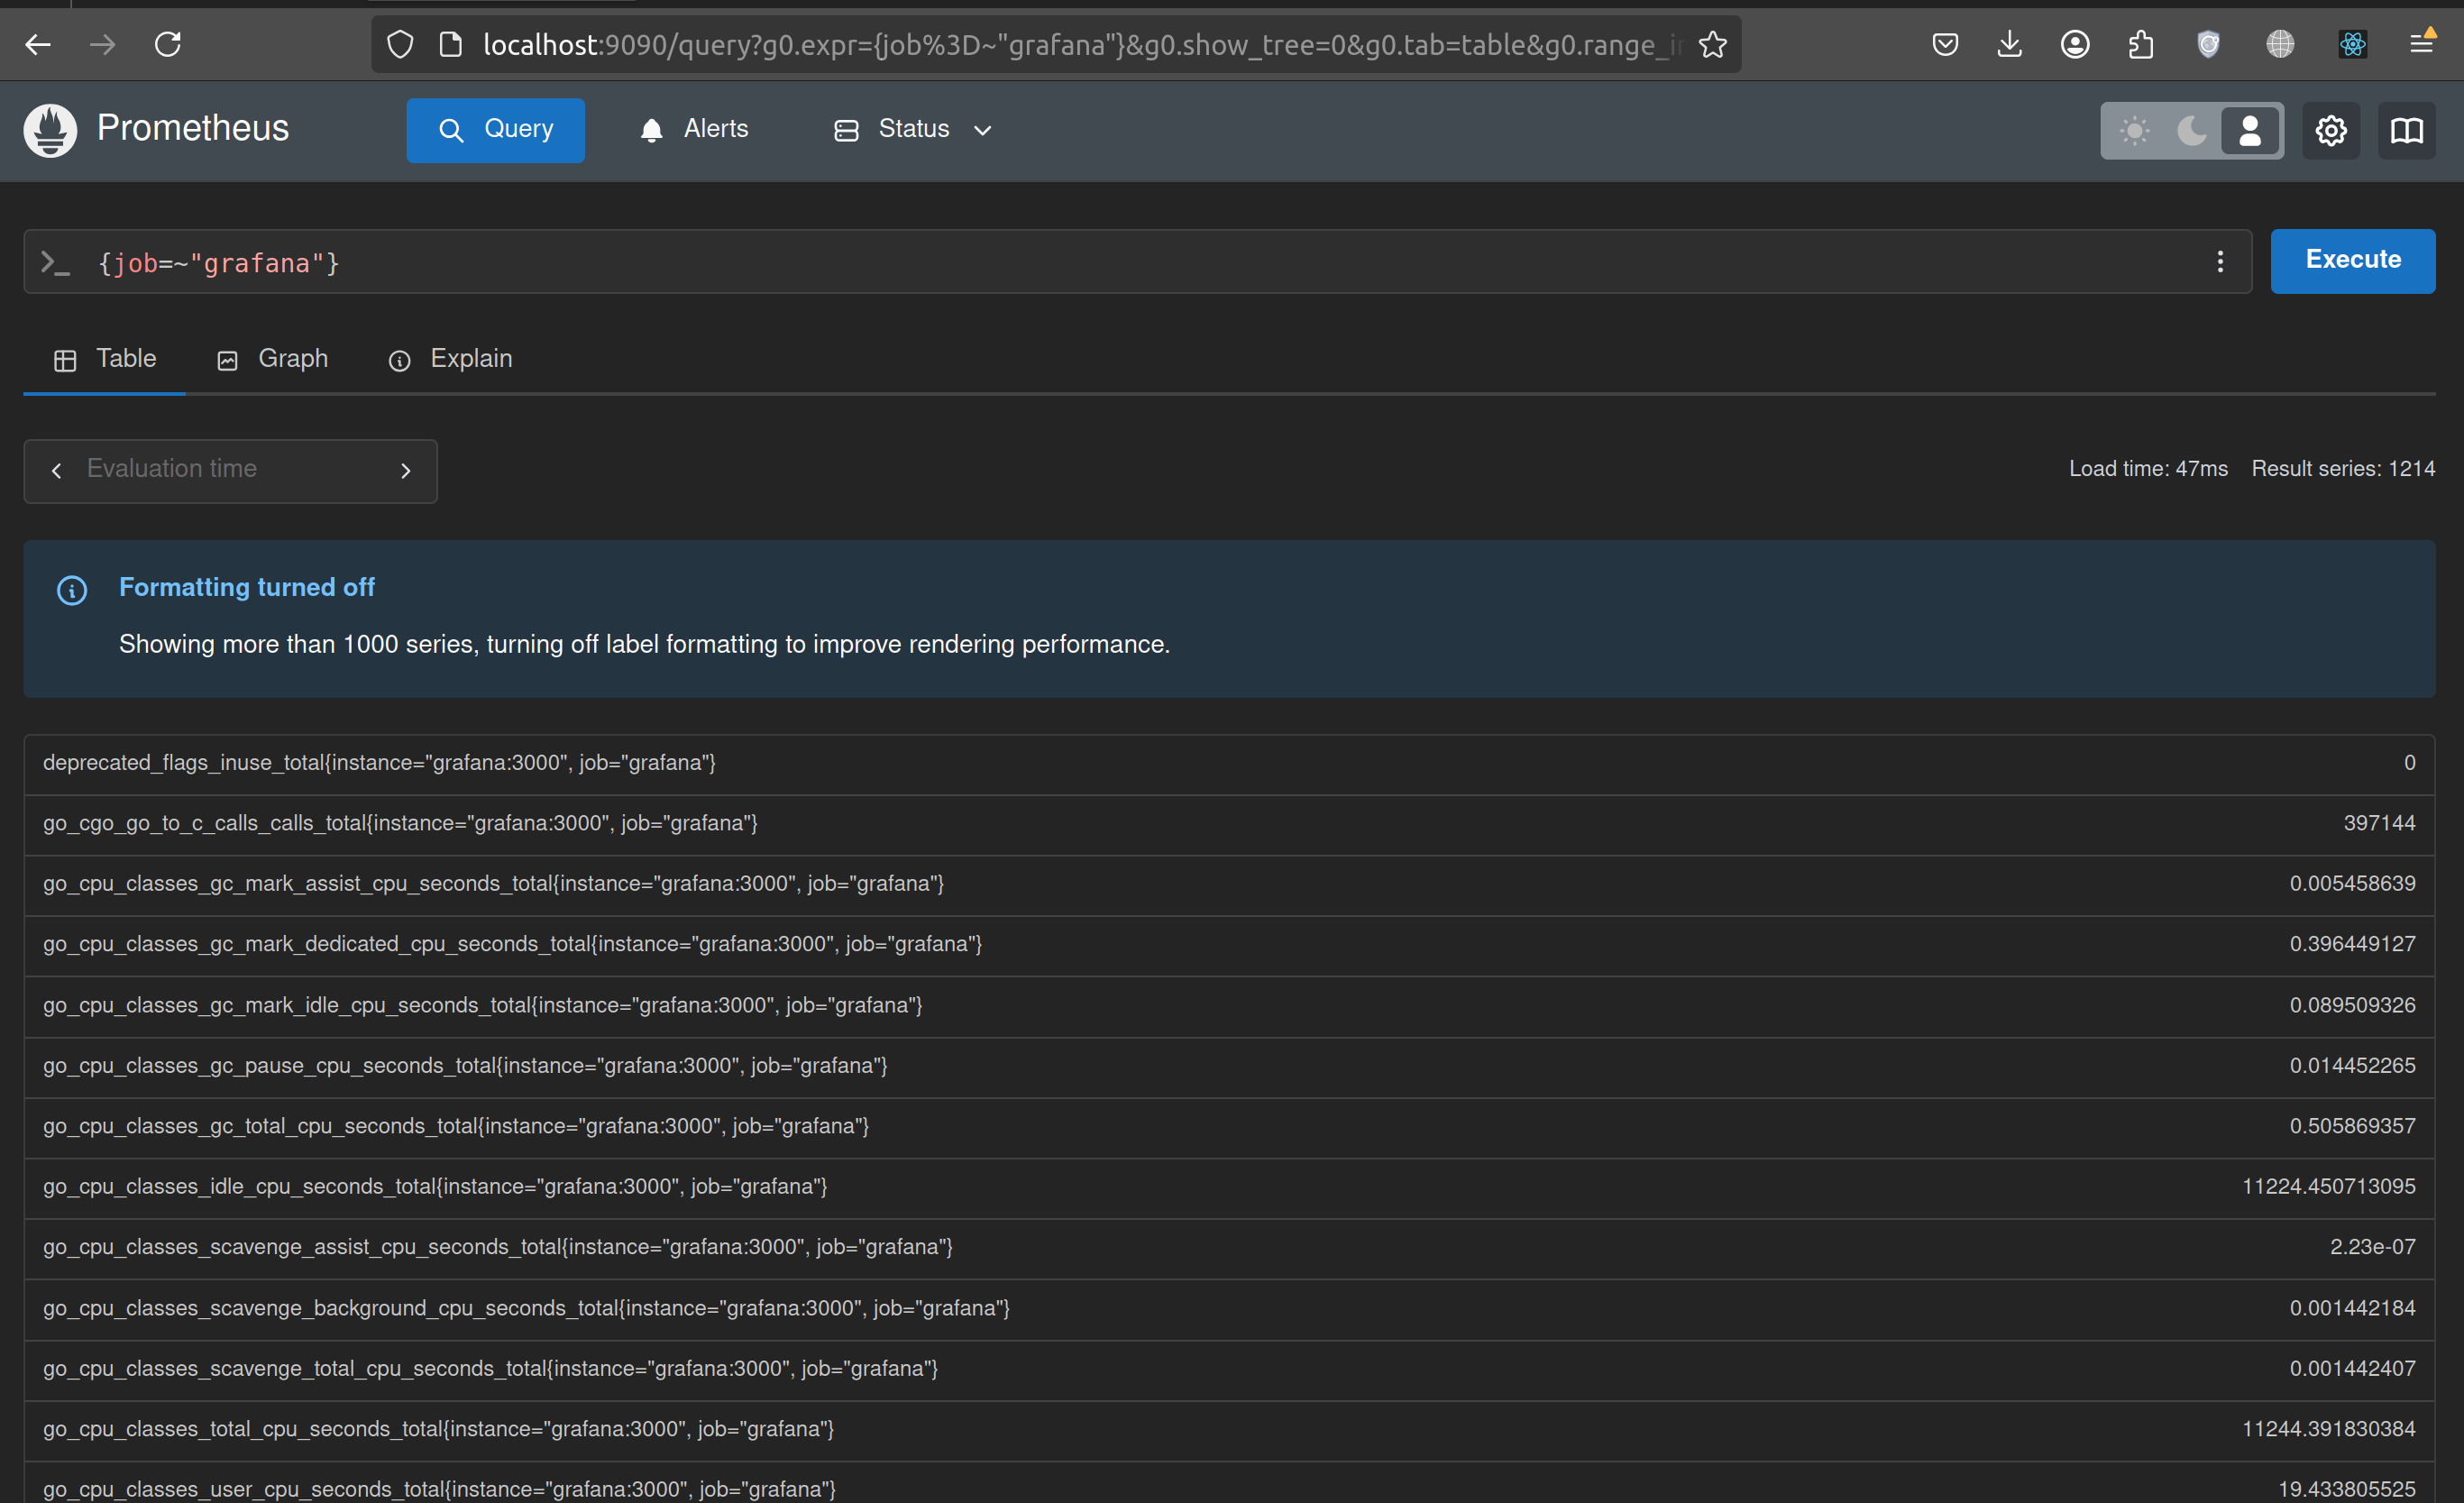 localhost:9090/query?g0.expr={job%3D~"grafana"}&g0.show_tree=0&g0.tab=table&g0.range_i
Prometheus
Query
Alerts
Status
{job=~"grafana"}
Execute
Table
Graph
Explain
Evaluation time
Load time: 47ms Result series: 1214
Formatting turned off
Showing more than 1000 series, turning off label formatting to improve rendering performance.
deprecated_flags_inuse_total{instance="grafana:3000", job="grafana"} 0
go_cgo_go_to_c_calls_calls_total{instance="grafana:3000", job="grafana"} 397144
go_cpu_classes_gc_mark_assist_cpu_seconds_total{instance="grafana:3000", job="grafana"} 0.005458639
go_cpu_classes_gc_mark_dedicated_cpu_seconds_total{instance="grafana:3000", job="grafana"} 0.396449127
go_cpu_classes_gc_mark_idle_cpu_seconds_total{instance="grafana:3000", job="grafana"} 0.089509326
go_cpu_classes_gc_pause_cpu_seconds_total{instance="grafana:3000", job="grafana"} 0.014452265
go_cpu_classes_gc_total_cpu_seconds_total{instance="grafana:3000", job="grafana"} 0.505869357
go_cpu_classes_idle_cpu_seconds_total{instance="grafana:3000", job="grafana"} 11224.450713095
go_cpu_classes_scavenge_assist_cpu_seconds_total{instance="grafana:3000", job="grafana"} 2.23e-07
go_cpu_classes_scavenge_background_cpu_seconds_total{instance="grafana:3000", job="grafana"} 0.001442184
go_cpu_classes_scavenge_total_cpu_seconds_total{instance="grafana:3000", job="grafana"} 0.001442407
go_cpu_classes_total_cpu_seconds_total{instance="grafana:3000", job="grafana"} 11244.391830384
go_cpu_classes_user_cpu_seconds_total{instance="grafana:3000", job="grafana"} 19.433805525